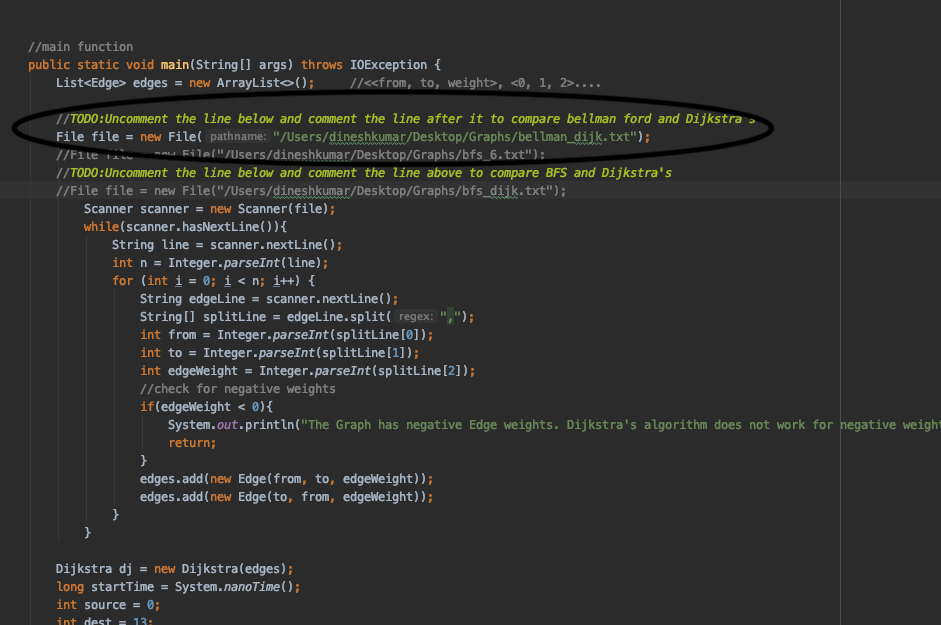 //main function
public static void main(String[] args) throws IOException {
List<Edge> edges = new ArrayList<>(); //<<from, to, weight>, <0, 1, 2>....
//TODO:Uncomment the line below and comment the line after it to compare bellman ford and Dijkstra's
File file = new File( pathname: "/Users/dineshkumar/Desktop/Graphs/bellman_dijk.txt");
//File file = new File("/Users/dineshkumar/Desktop/Graphs/bfs_6.txt");
//TODO:Uncomment the line below and comment the line above to compare BFS and Dijkstra's
//File file = new File("/Users/dineshkumar/Desktop/Graphs/bfs_dijk.txt");
Scanner scanner = new Scanner(file);
while(scanner.hasNextLine()){
String line = scanner.nextLine();
int n = Integer.parseInt(line);
for (int i = 0; i < n; i++) {
String edgeLine = scanner.nextLine();
String[] splitLine = edgeLine.split( regex: ",");
int from = Integer.parseInt(splitLine[0]);
int to = Integer.parseInt(splitLine[1]);
int edgeWeight = Integer.parseInt(splitLine[2]);
//check for negative weights
if(edgeWeight < 0){
System.out.println("The Graph has negative Edge weights. Dijkstra's algorithm does not work for negative weight
return;
}
edges.add(new Edge(from, to, edgeWeight));
edges.add(new Edge(to, from, edgeWeight));
}
}
Dijkstra dj = new Dijkstra(edges);
long startTime = System.nanoTime();
int source = 0;
int dest = 13;